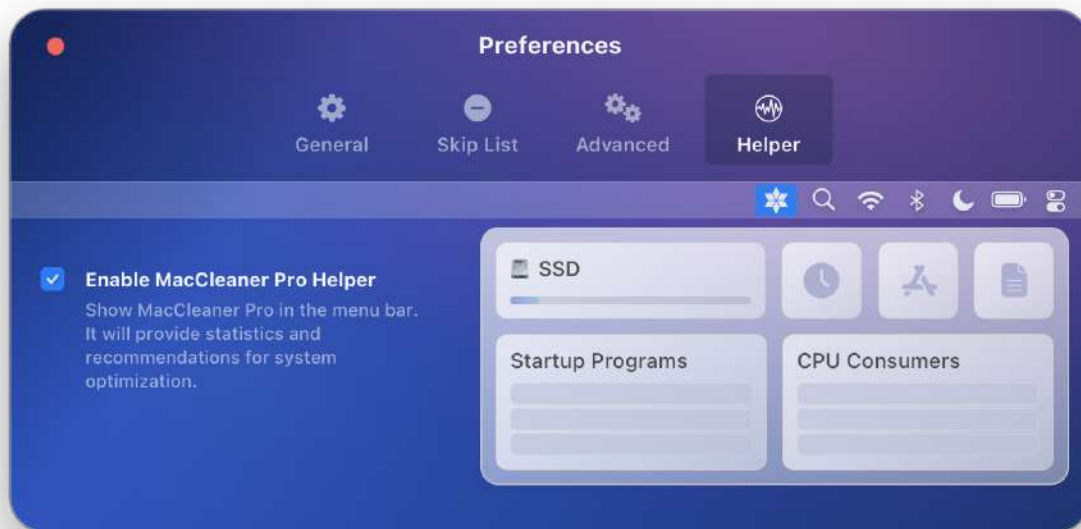 Preferences
General
Skip List
Advanced
Helper
Enable MacCleaner Pro Helper
Show MacCleaner Pro in the menu bar.
It will provide statistics and
recommendations for system
optimization.
SSD
Startup Programs
CPU Consumers